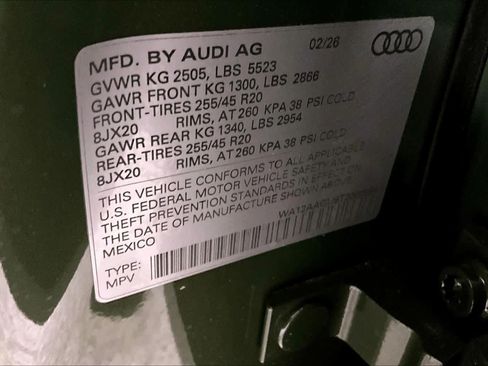 MFD. BY AUDI AG 02/26
GVWR KG 2505, LBS 5523
GAWR FRONT KG 1300, LBS 2866
FRONT-TIRES 255/45 R20
8JX20 RIMS, AT 260 KPA 38 PSI COLD
GAWR REAR KG 1340, LBS 2954
REAR-TIRES 255/45 R20
8JX20 RIMS, AT 260 KPA 38 PSI COLD
THIS VEHICLE CONFORMS TO ALL APPLICABLE
U.S. FEDERAL MOTOR VEHICLE SAFETY AND
THEFT PREVENTION STANDARDS IN EFFECT ON
THE DATE OF MANUFACTURE SHOWN ABOVE
MEXICO
TYPE:
MPV